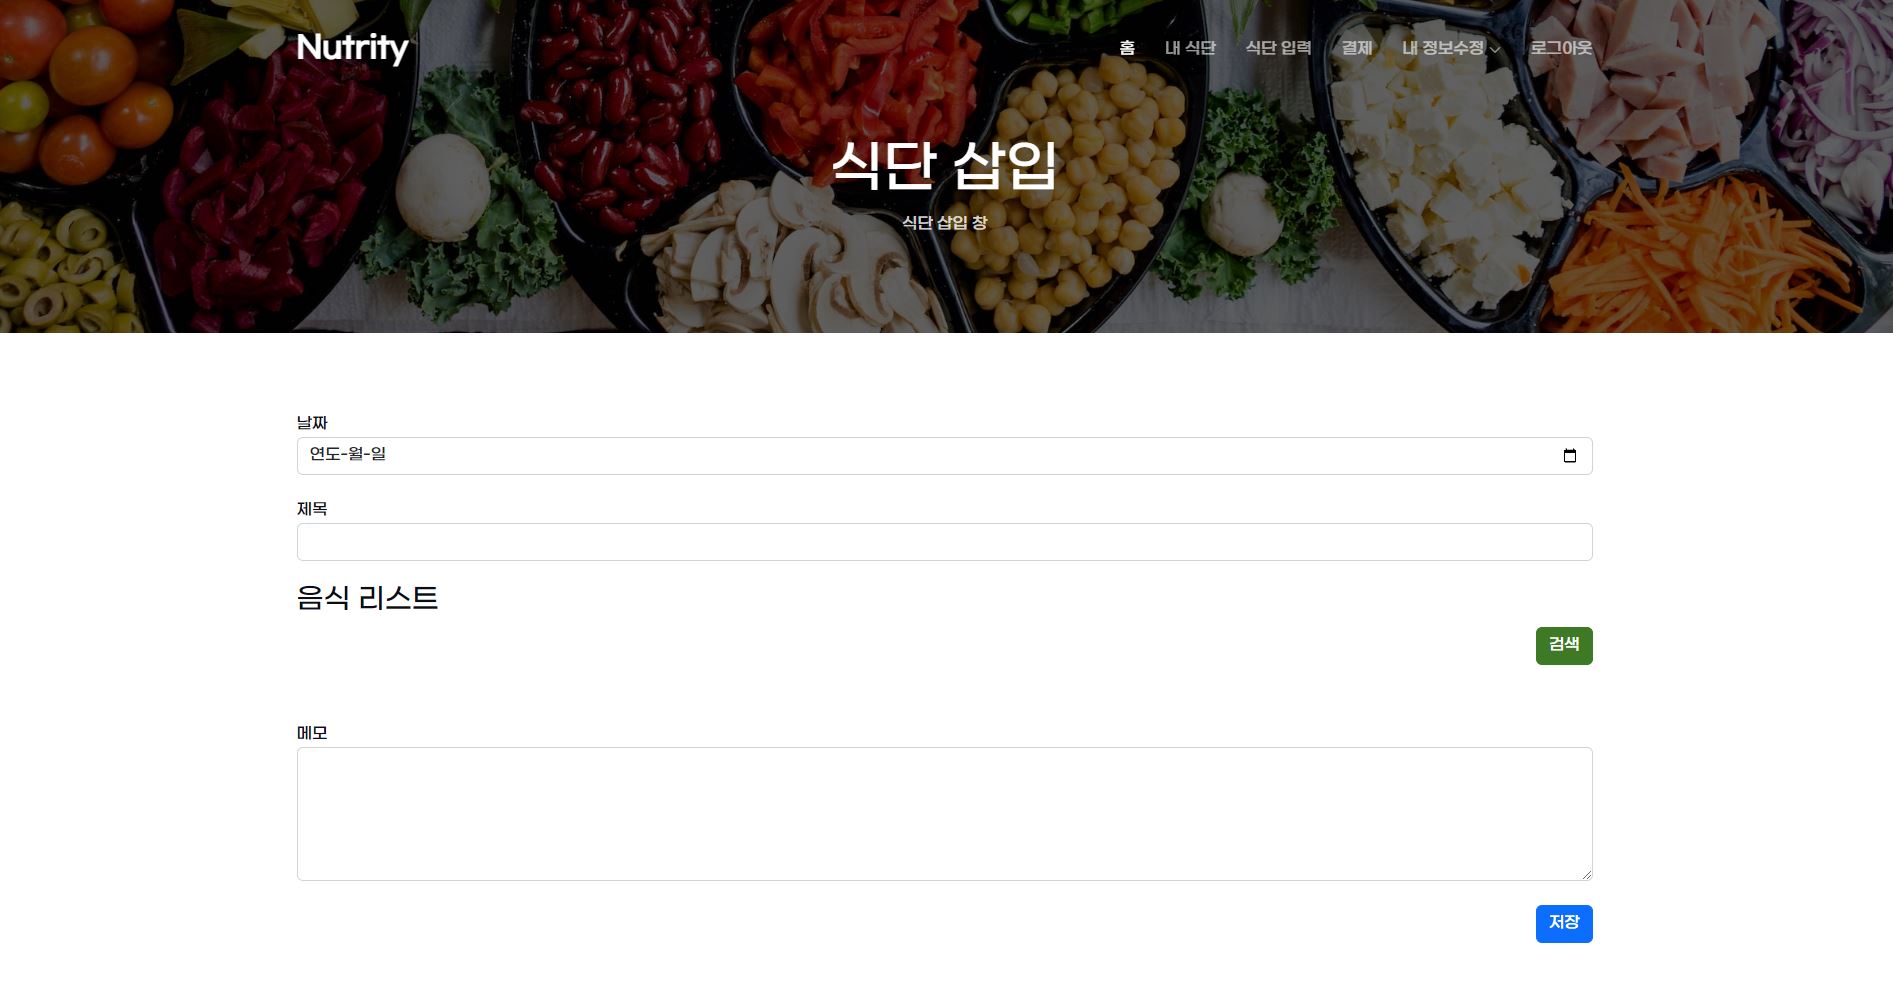 Nutrity
홈 내 식단 식단 입력 결제 내 정보수정 로그아웃
식단 삽입
식단 삽입 창
날짜
연도-월-일
제목
음식 리스트
검색
메모
저장